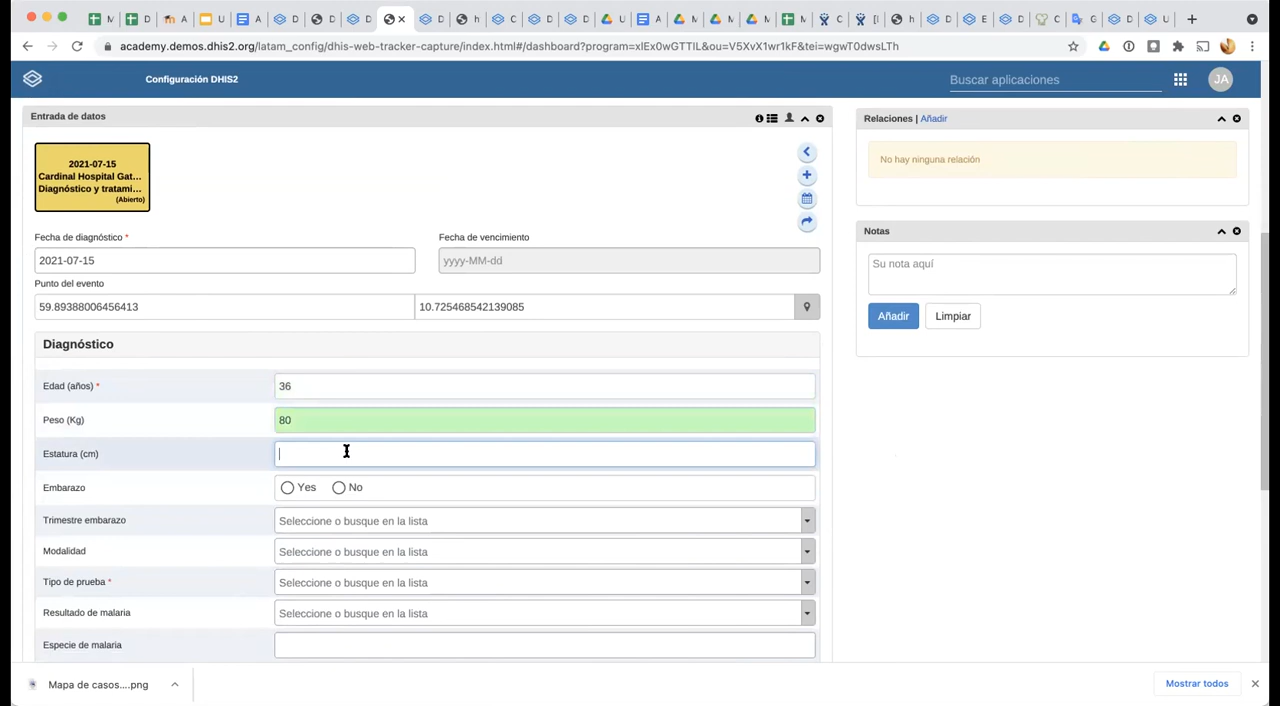 M
D
A
U
A
D
D
D
D
h
C
D
D
U
A
M
M
M
M
C
[
h
D
E
D
C
G
D
U
academy.demos.dhis2.org/latam_config/dhis-web-tracker-capture/index.html#/dashboard?program=xlEx0wGTTIL&ou=V5XvX1wr1kF&tei=wgwT0dwsLTh
Configuración DHIS2
Buscar aplicaciones
JA
Entrada de datos
2021-07-15
Cardinal Hospital Gat...
Diagnóstico y tratami...
(Abierto)
Fecha de diagnóstico *
Fecha de vencimiento
2021-07-15
yyyy-MM-dd
Punto del evento
59.89388006456413
10.725468542139085
Diagnóstico
Edad (años) *
36
Peso (Kg)
80
Estatura (cm)
Embarazo
Yes
No
Trimestre embarazo
Seleccione o busque en la lista
Modalidad
Seleccione o busque en la lista
Tipo de prueba *
Seleccione o busque en la lista
Resultado de malaria
Seleccione o busque en la lista
Especie de malaria
Relaciones | Añadir
No hay ninguna relación
Notas
Su nota aquí
Añadir
Limpiar
Mapa de casos....png
Mostrar todos